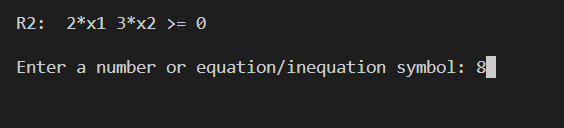 R2:  2*x1 3*x2 >= 0
Enter a number or equation/inequation symbol: 8